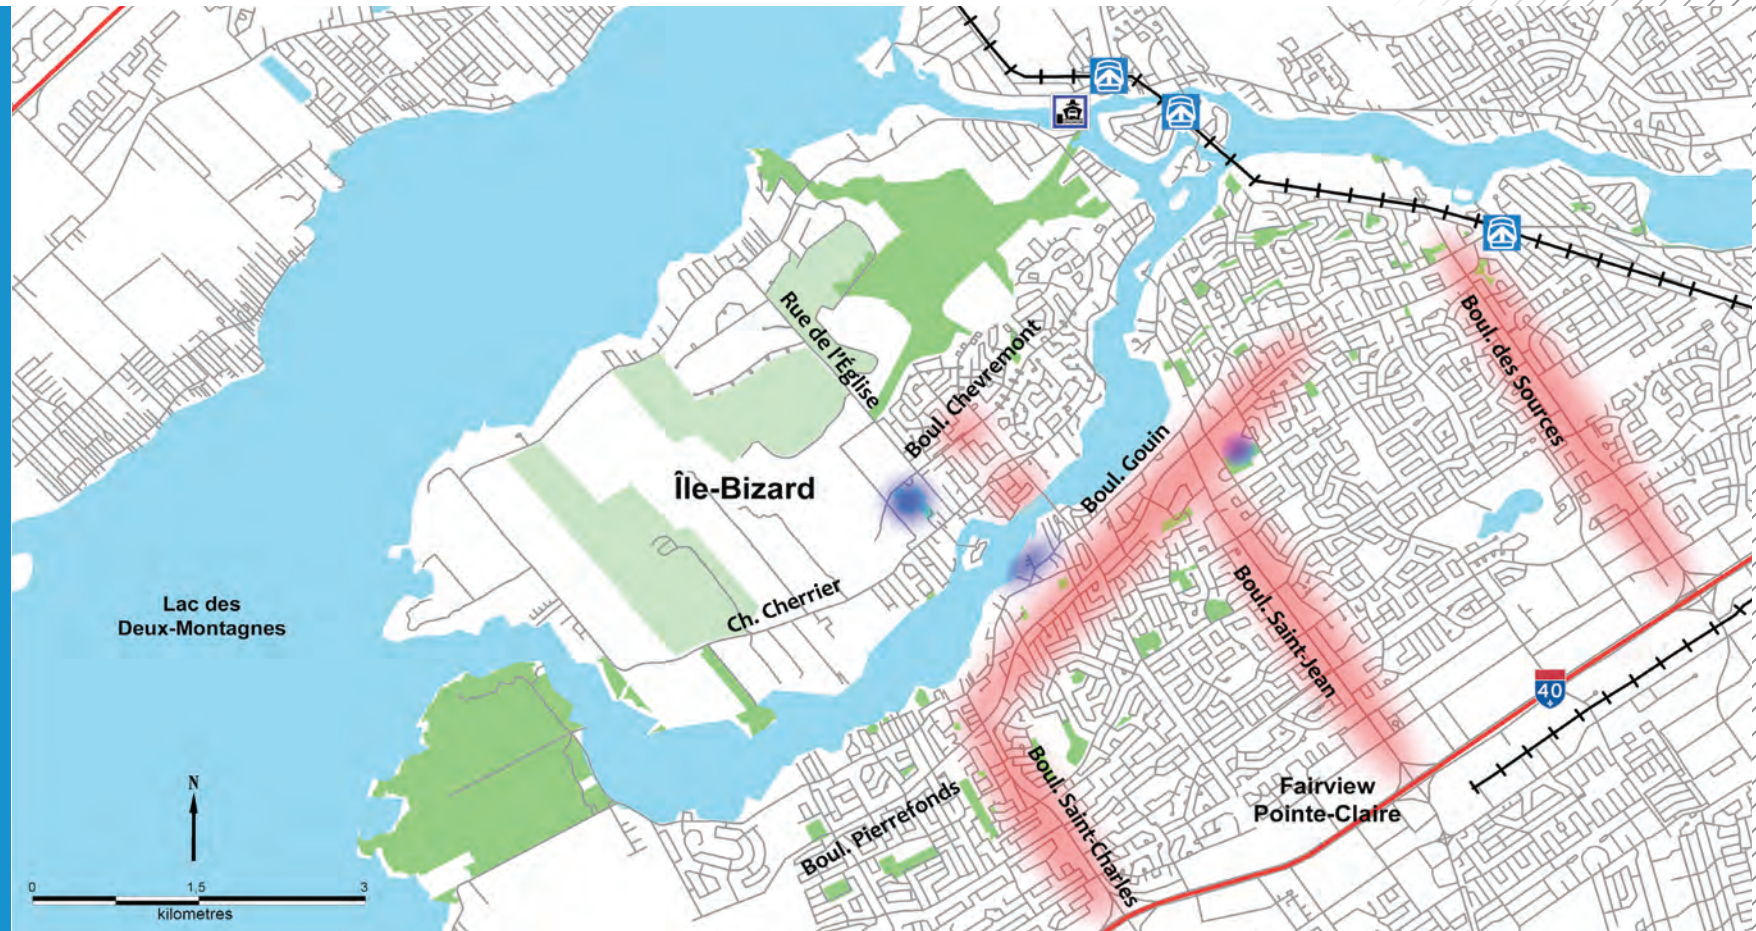 Rue de l'Église
Boul. Chevremont
Boul. des Sources
Boul. Gouin
Île-Bizard
Lac des
Deux-Montagnes
Ch. Cherrier
Boul. Saint-Jean
40
N
Boul. Saint-Charles
Boul. Pierrefonds
Fairview
Pointe-Claire
0 1,5 3
kilometres